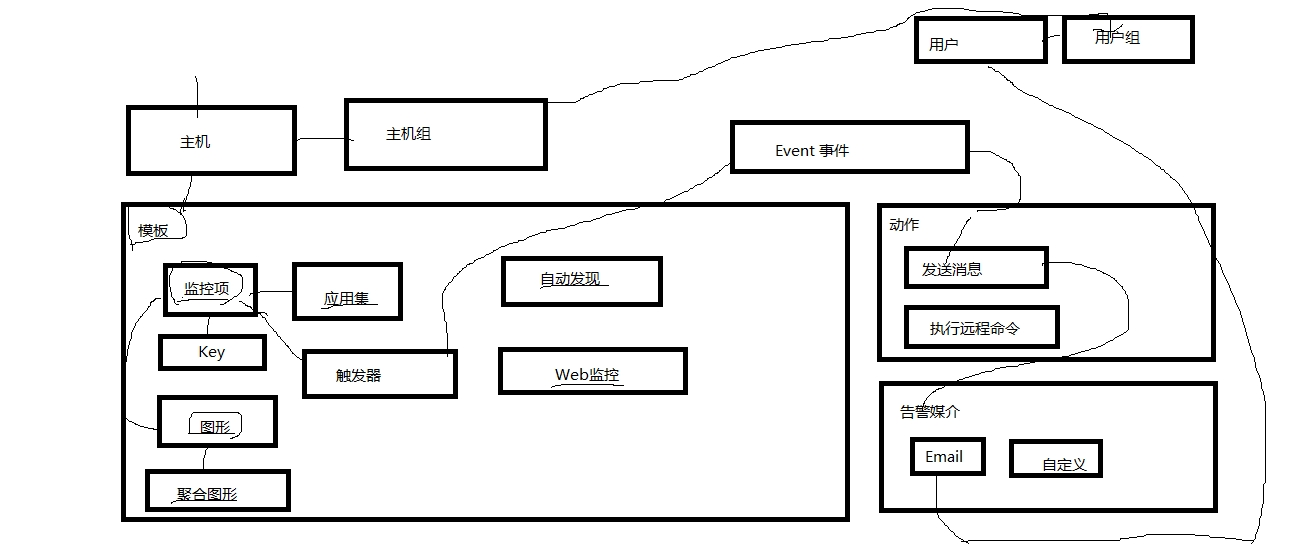 用户
用户组
主机
主机组
Event 事件
模板
动作
监控项
应用集
自动发现
发送消息
执行远程命令
Key
触发器
Web监控
图形
告警媒介
聚合图形
Email
自定义